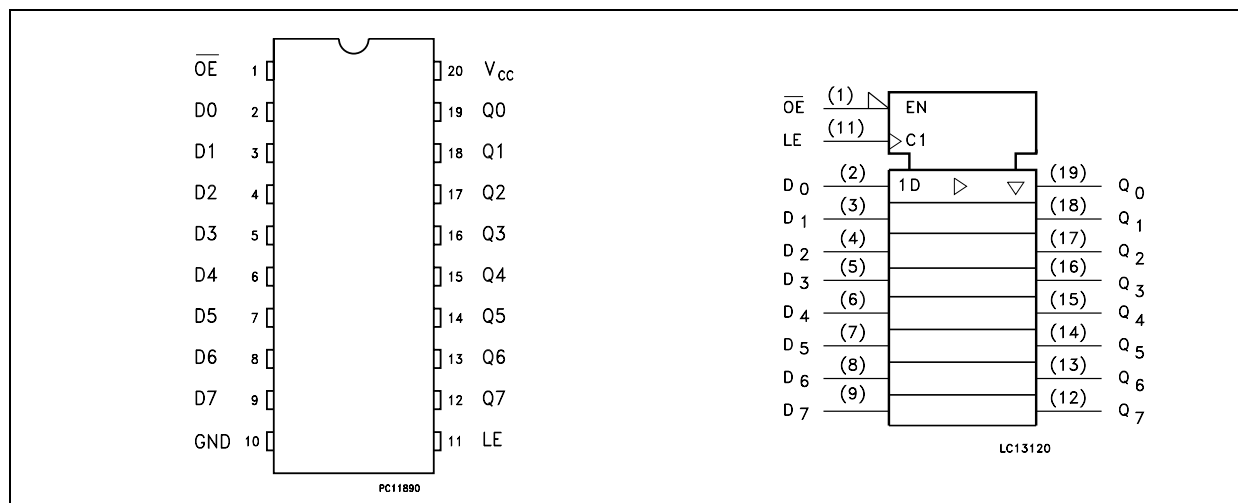 O̅E̅ 1 20 VCC
D0 2 19 Q0
D1 3 18 Q1
D2 4 17 Q2
D3 5 16 Q3
D4 6 15 Q4
D5 7 14 Q5
D6 8 13 Q6
D7 9 12 Q7
GND 10 11 LE
PC11890
O̅E̅ (1) EN
LE (11) C1
D0 (2) 1D (19) Q0
D1 (3) (18) Q1
D2 (4) (17) Q2
D3 (5) (16) Q3
D4 (6) (15) Q4
D5 (7) (14) Q5
D6 (8) (13) Q6
D7 (9) (12) Q7
LC13120